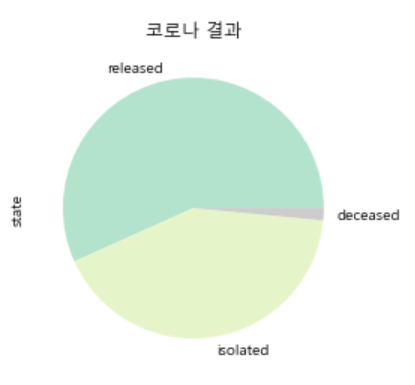 코로나 결과
released
state
deceased
isolated